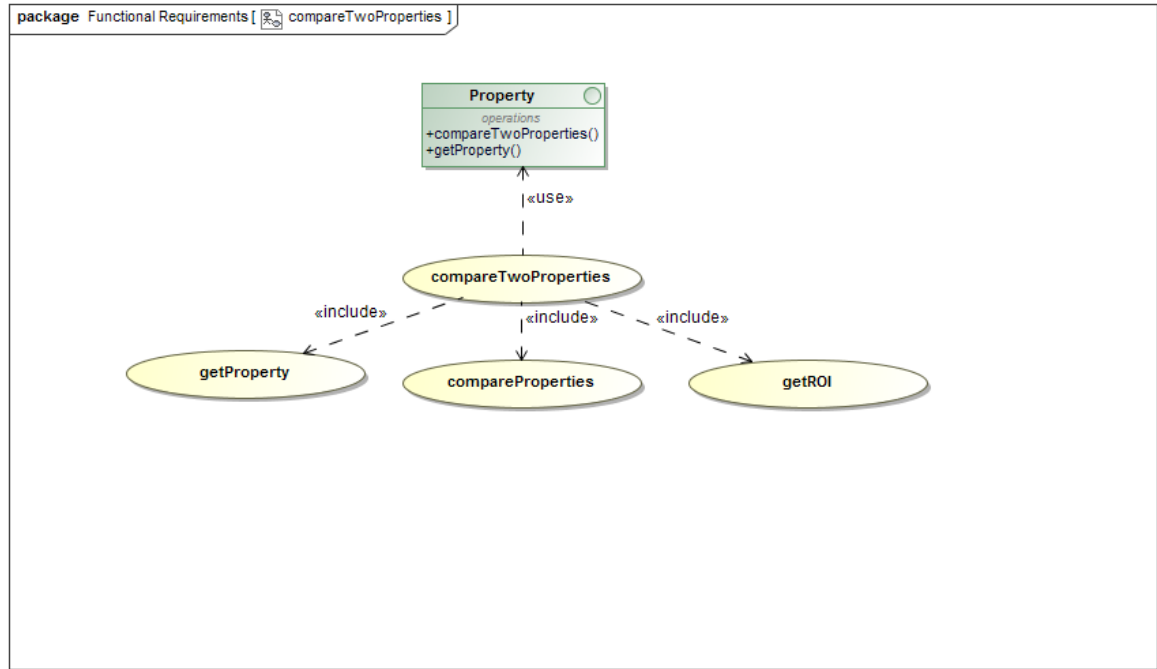 package Functional Requirements [ compareTwoProperties ]
Property
operations
+compareTwoProperties()
+getProperty()
«use»
compareTwoProperties
«include»
«include»
«include»
getProperty
compareProperties
getROI